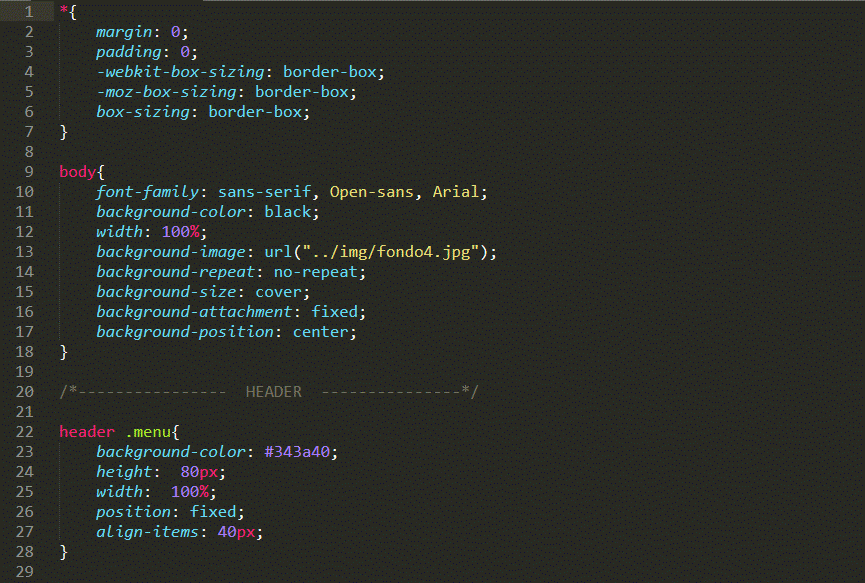 1 *{
2 margin: 0;
3 padding: 0;
4 -webkit-box-sizing: border-box;
5 -moz-box-sizing: border-box;
6 box-sizing: border-box;
7 }
8
9 body{
10 font-family: sans-serif, Open-sans, Arial;
11 background-color: black;
12 width: 100%;
13 background-image: url("../img/fondo4.jpg");
14 background-repeat: no-repeat;
15 background-size: cover;
16 background-attachment: fixed;
17 background-position: center;
18 }
19
20 /*---------------- HEADER ---------------*/
21
22 header .menu{
23 background-color: #343a40;
24 height: 80px;
25 width: 100%;
26 position: fixed;
27 align-items: 40px;
28 }
29